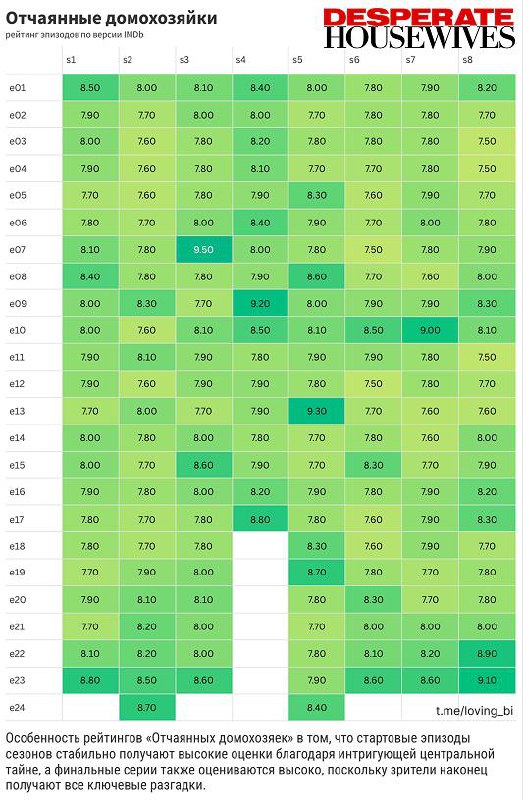 Отчаянные домохозяйки
рейтинг эпизодов по версии IMDb
DESPERATE
HOUSEWIVES
s1 s2 s3 s4 s5 s6 s7 s8
e01 8.50 8.00 8.10 8.40 8.00 7.80 7.90 8.20
e02 7.90 7.70 8.00 8.00 7.70 7.80 7.80 7.70
e03 8.00 7.60 7.80 8.20 7.80 7.80 7.80 7.50
e04 7.90 7.60 7.80 8.10 7.70 7.70 7.80 7.50
e05 7.70 7.60 7.80 7.90 8.30 7.60 7.90 7.70
e06 7.80 7.70 8.00 8.40 7.90 7.70 8.00 7.80
e07 8.10 7.80 9.50 8.00 7.80 7.50 7.80 7.90
e08 8.40 7.80 7.80 7.90 8.60 7.70 7.60 8.00
e09 8.00 8.30 7.70 9.20 8.00 7.90 7.90 8.30
e10 8.00 7.60 8.10 8.50 8.10 8.50 9.00 8.10
e11 7.90 8.10 7.90 7.80 7.90 7.90 7.80 7.50
e12 7.90 7.60 7.90 7.90 7.80 7.50 7.80 7.70
e13 7.70 8.00 7.70 7.90 9.30 7.70 7.60 7.60
e14 8.00 7.80 8.00 7.80 7.70 7.80 7.60 8.00
e15 8.00 7.70 8.60 7.90 7.70 8.30 7.70 7.90
e16 7.90 7.80 8.00 8.20 7.90 7.80 7.90 8.20
e17 7.80 7.70 7.80 8.80 7.80 7.60 7.90 8.30
e18 7.80 7.70 7.80 8.30 7.60 7.90 7.70
e19 7.70 7.90 8.00 8.70 7.80 7.70 7.80
e20 7.90 8.10 8.10 7.80 8.30 7.70 7.80
e21 7.70 8.20 8.00 7.70 8.00 8.00 8.00
e22 8.10 8.20 8.00 7.80 8.10 8.20 8.90
e23 8.80 8.50 8.60 7.90 8.60 8.60 9.10
e24 8.70 8.40
t.me/loving_bi
Особенность рейтингов «Отчаянных домохозяек» в том, что стартовые эпизоды
сезонов стабильно получают высокие оценки благодаря интригующей центральной
тайне, а финальные серии также оцениваются высоко, поскольку зрители наконец
получают все ключевые разгадки.